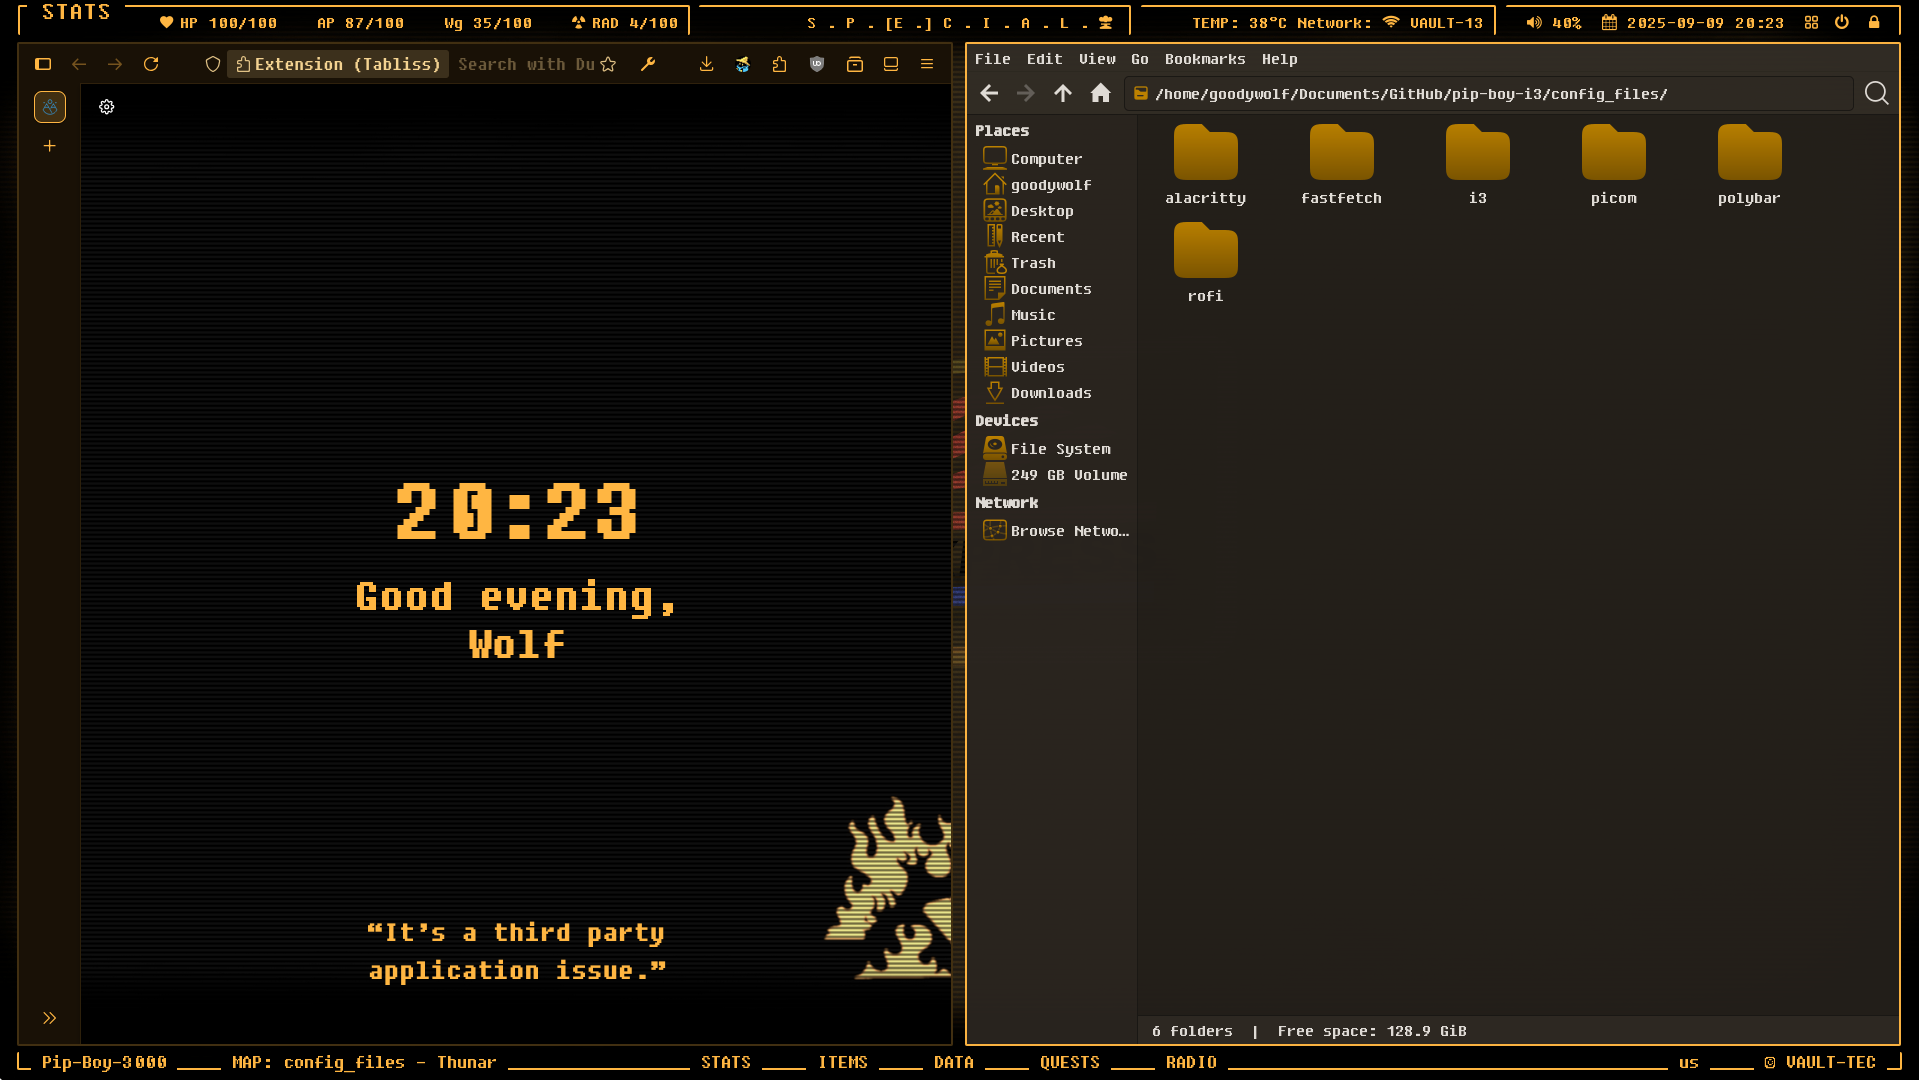 STATS
HP 100/100 AP 87/100 Wg 35/100 RAD 4/100
S . P . [E .] C . I . A . L .
TEMP: 38°C Network: VAULT-13
40% 2025-09-09 20:23
Extension (Tabliss) Search with Du
20:23
Good evening,
Wolf
“It’s a third party
application issue.”
File Edit View Go Bookmarks Help
/home/goodywolf/Documents/GitHub/pip-boy-i3/config_files/
Places
Computer
goodywolf
Desktop
Recent
Trash
Documents
Music
Pictures
Videos
Downloads
Devices
File System
249 GB Volume
Network
Browse Netwo…
alacritty fastfetch i3 picom polybar
rofi
6 folders | Free space: 128.9 GiB
Pip-Boy-3000 MAP: config_files - Thunar STATS ITEMS DATA QUESTS RADIO us VAULT-TEC